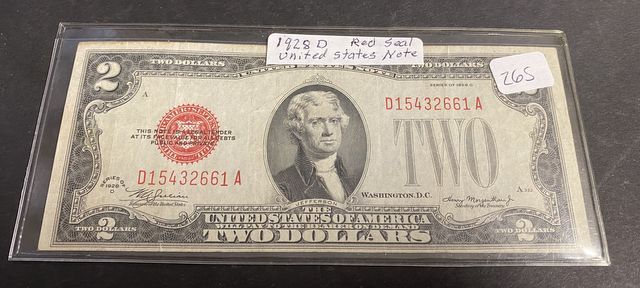 1928 D Red Seal
United States Note
265
TWO DOLLARS
TWO DOLLARS
2
SERIES OF 1928 D
A
D15432661 A
THIS NOTE IS A LEGAL TENDER
AT ITS FACE VALUE FOR ALL DEBTS
PUBLIC AND PRIVATE
TWO
D15432661 A
SERIES OF
1928
D
WASHINGTON, D.C.
JEFFERSON
THE
UNITED STATES OF AMERICA
WILL PAY TO THE BEARER ON DEMAND
TWO DOLLARS
2
2